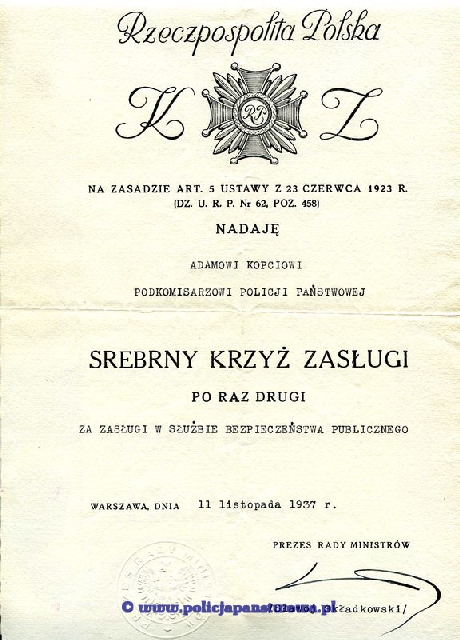 Rzeczpospolita Polska
K Z
RP
NA ZASADZIE ART. 5 USTAWY Z 23 CZERWCA 1923 R.
(DZ. U. R. P. Nr 62, POZ. 458)
NADAJĘ
ADAMOWI KOPCIOWI
PODKOMISARZOWI POLICJI PAŃSTWOWEJ
SREBRNY KRZYŻ ZASŁUGI
PO RAZ DRUGI
ZA ZASŁUGI W SŁUŻBIE BEZPIECZEŃSTWA PUBLICZNEGO
WARSZAWA, DNIA 11 listopada 1937 r.
PREZES RADY MINISTRÓW
Składkowski/
© www.policjapanstwowa.pl